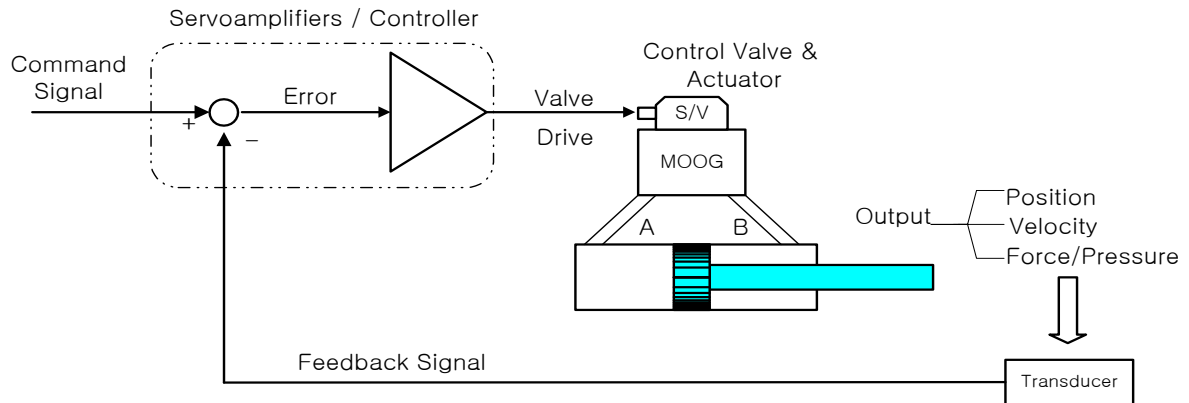 Servoamplifiers / Controller
Command
Signal
+
−
Error
Valve
Drive
Control Valve &
Actuator
S/V
MOOG
A
B
Output
Position
Velocity
Force/Pressure
Feedback Signal
Transducer